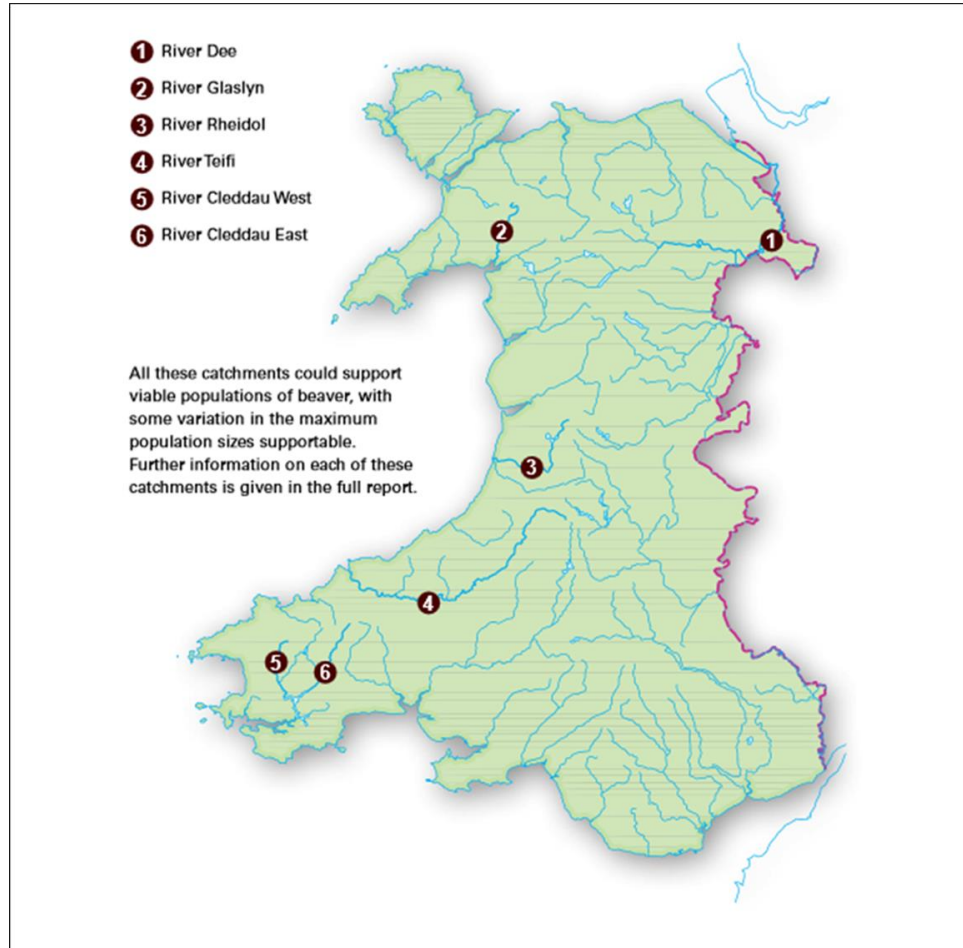 1 River Dee
2 River Glaslyn
3 River Rheidol
4 River Teifi
5 River Cleddau West
6 River Cleddau East
2
1
All these catchments could support
viable populations of beaver, with
some variation in the maximum
population sizes supportable.
Further information on each of these
catchments is given in the full report.
3
4
5
6